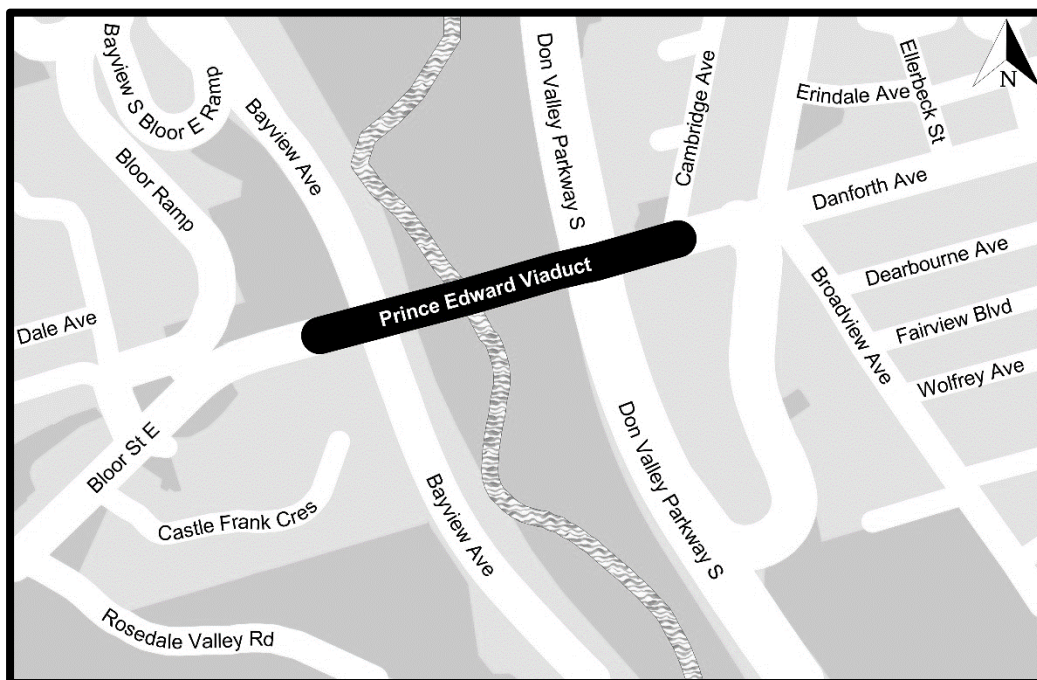 Bayview S Bloor E Ramp
Bloor Ramp
Bayview Ave
Don Valley Parkway S
Cambridge Ave
Erindale Ave
Ellerbeck St
N
Danforth Ave
Dearbourne Ave
Fairview Blvd
Wolfrey Ave
Broadview Ave
Prince Edward Viaduct
Dale Ave
Bloor St E
Castle Frank Cres
Rosedale Valley Rd
Bayview Ave
Don Valley Parkway S